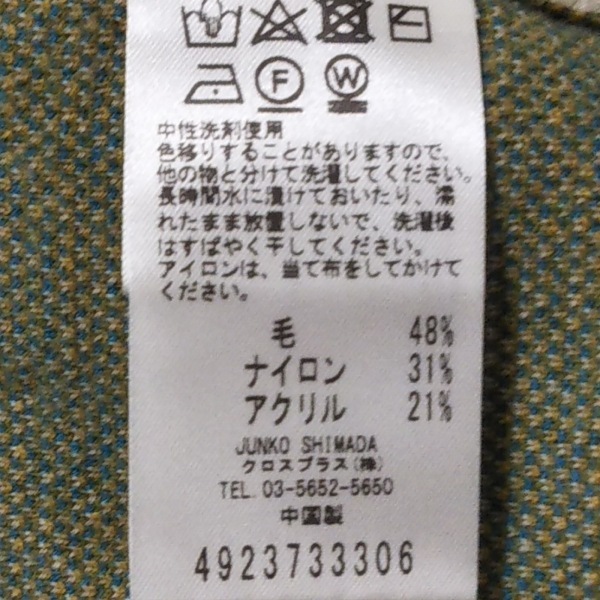 F W
中性洗剤使用
色移りすることがありますので、
他の物と分けて洗濯してください。
長時間水に漬けておいたり、濡
れたまま放置しないで、洗濯後
はすばやく干してください。
アイロンは、当て布をしてかけて
ください。
毛 48%
ナイロン 31%
アクリル 21%
JUNKO SHIMADA
クロスプラス(株)
TEL.03-5652-5650
中国製
4923733306